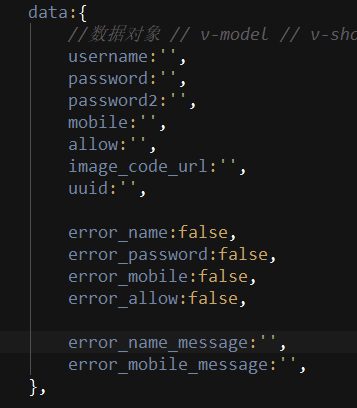 data:{
//数据对象 // v-model // v-sho
username:'',
password:'',
password2:'',
mobile:'',
allow:'',
image_code_url:'',
uuid:'',
error_name:false,
error_password:false,
error_mobile:false,
error_allow:false,
error_name_message:'',
error_mobile_message:'',
},